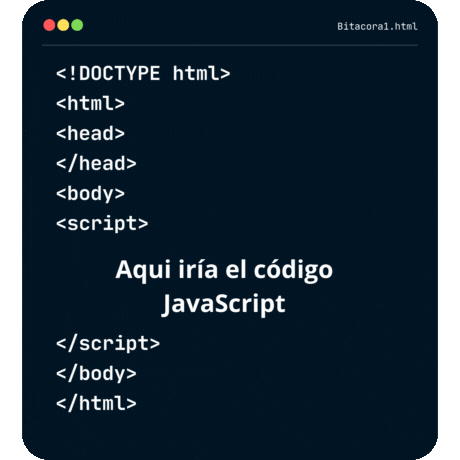 Bitacora1.html
<!DOCTYPE html>
<html>
<head>
</head>
<body>
<script>
Aqui iría el código
JavaScript
</script>
</body>
</html>